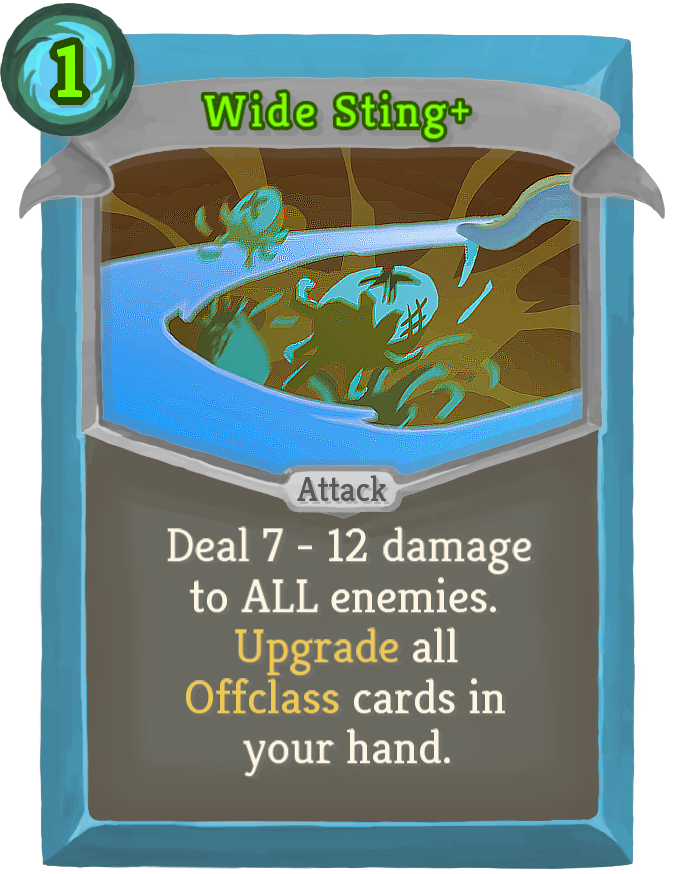 1
Wide Sting+
Attack
Deal 7 - 12 damage
to ALL enemies.
Upgrade all
Offclass cards in
your hand.